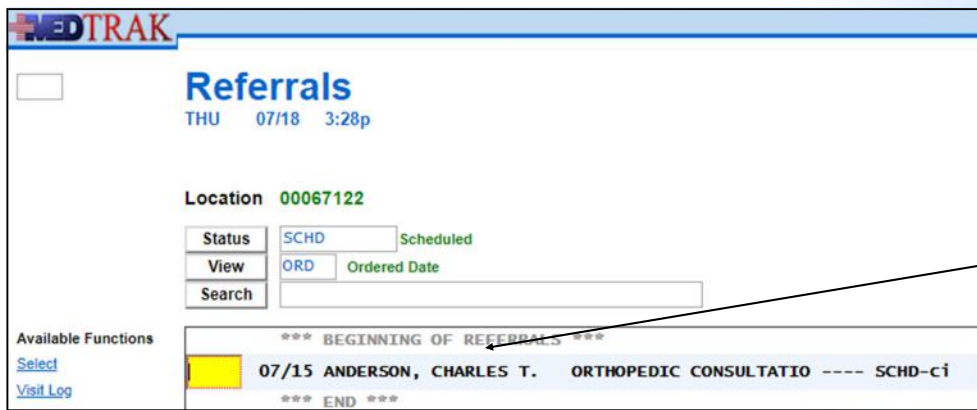 MEDTRAK
Referrals
THU 07/18 3:28p
Location 00067122
Status SCHD Scheduled
View ORD Ordered Date
Search
Available Functions
*** BEGINNING OF REFERRALS ***
Select
07/15 ANDERSON, CHARLES T. ORTHOPEDIC CONSULTATIO ---- SCHD-ci
Visit Log
*** END ***